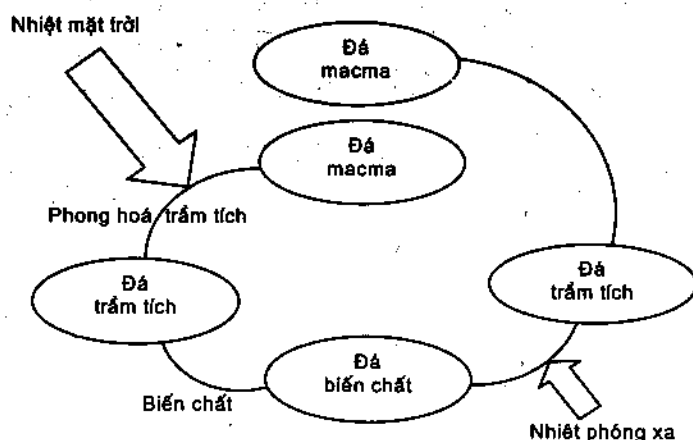 Nhiệt mặt trời
Đá
macma
Đá
macma
Phong hoá, trầm tích
Đá
trầm tích
Đá
trầm tích
Đá
biến chất
Biến chất
Nhiệt phóng xa